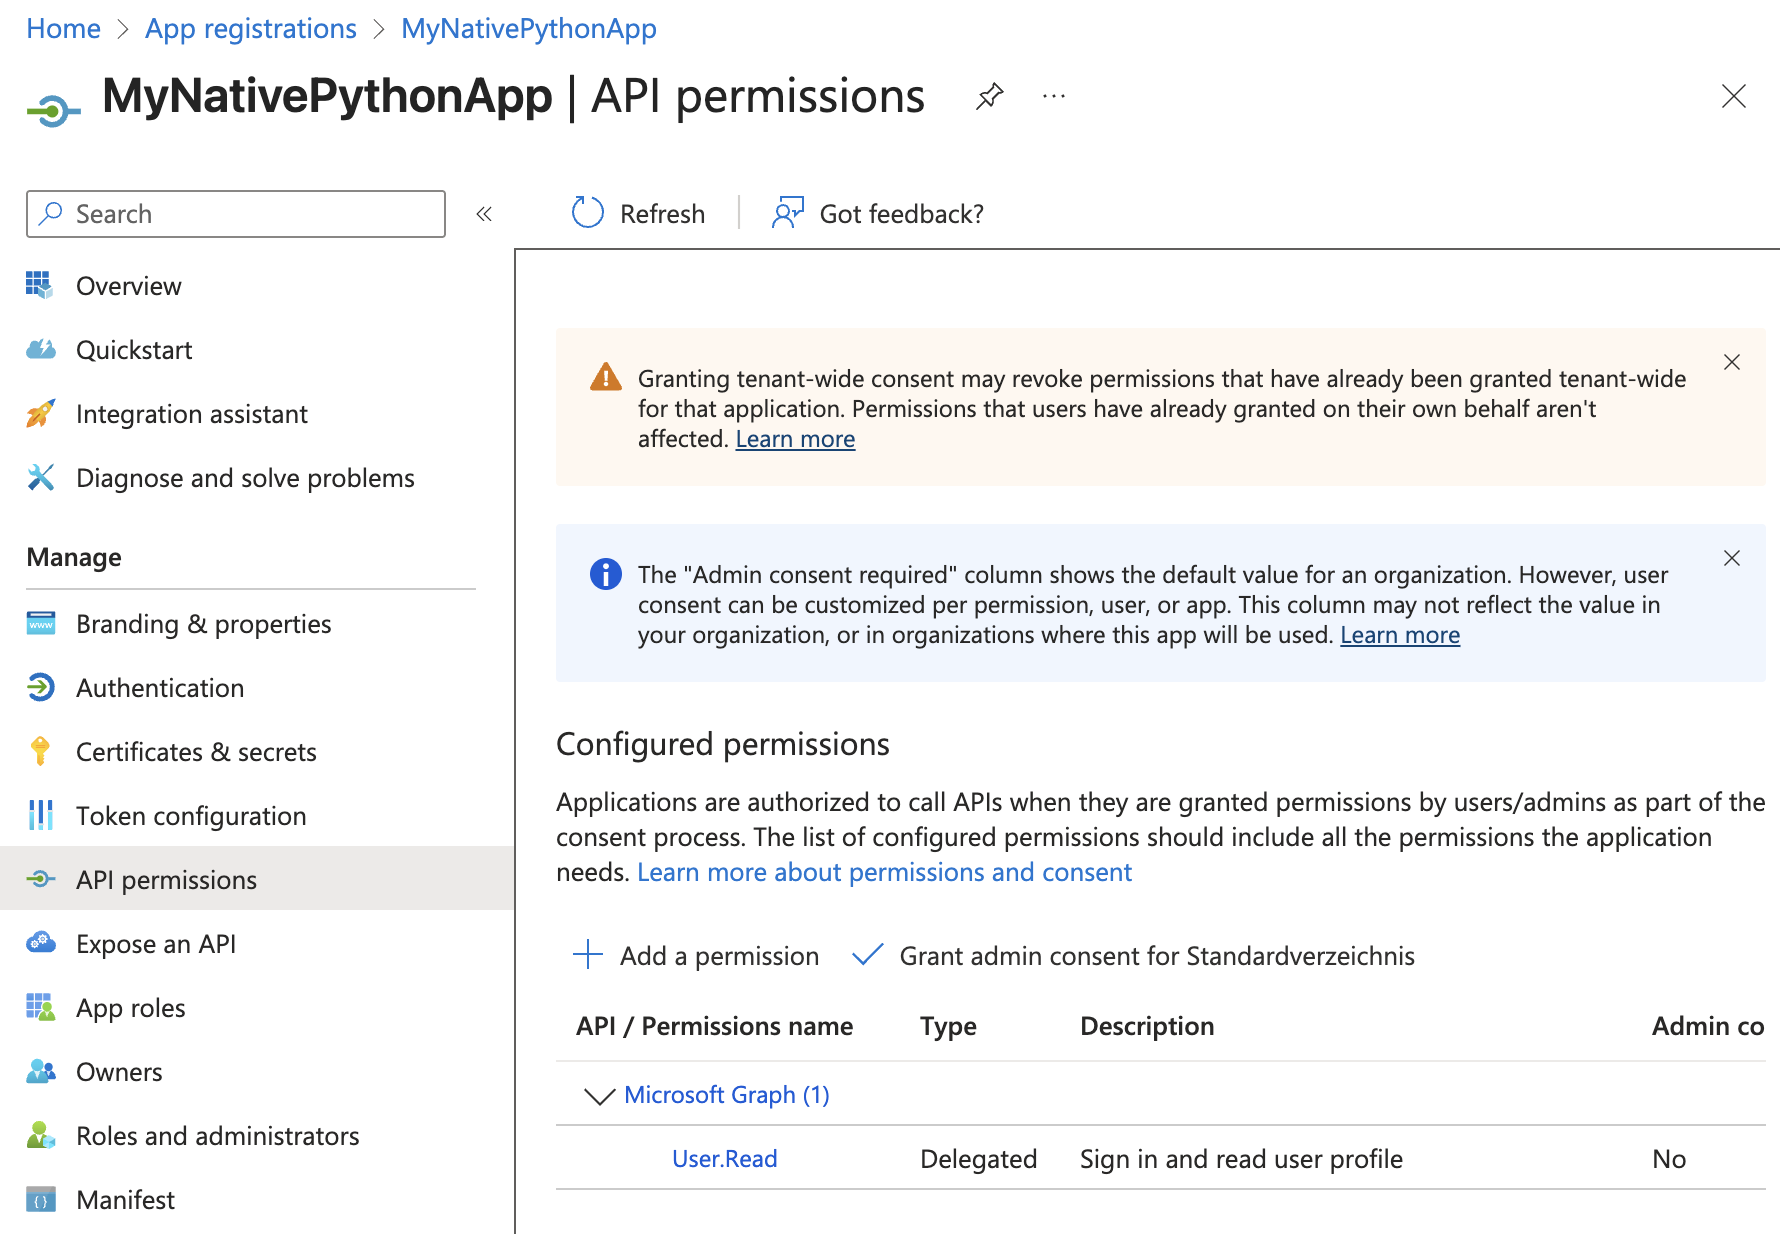 Home > App registrations > MyNativePythonApp
MyNativePythonApp | API permissions ...
Search
Refresh
Got feedback?
Overview
Quickstart
Integration assistant
Diagnose and solve problems
Manage
Branding & properties
Authentication
Certificates & secrets
Token configuration
API permissions
Expose an API
App roles
Owners
Roles and administrators
Manifest
Granting tenant-wide consent may revoke permissions that have already been granted tenant-wide
for that application. Permissions that users have already granted on their own behalf aren't
affected. Learn more
The "Admin consent required" column shows the default value for an organization. However, user
consent can be customized per permission, user, or app. This column may not reflect the value in
your organization, or in organizations where this app will be used. Learn more
Configured permissions
Applications are authorized to call APIs when they are granted permissions by users/admins as part of the
consent process. The list of configured permissions should include all the permissions the application
needs. Learn more about permissions and consent
Add a permission
Grant admin consent for Standardverzeichnis
API / Permissions name Type Description Admin co
Microsoft Graph (1)
User.Read Delegated Sign in and read user profile No